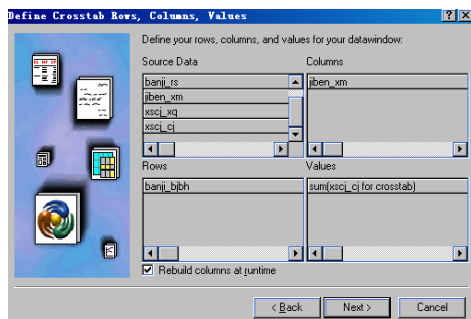 Define Crosstab Rows, Columns, Values
Define your rows, columns, and values for your datawindow:
Source Data
Columns
banji_rs
jiben_xm
xscj_xq
xscj_cj
jiben_xm
Rows
Values
banji_bjbh
sum(xscj_cj for crosstab)
Rebuild columns at runtime
< Back
Next >
Cancel